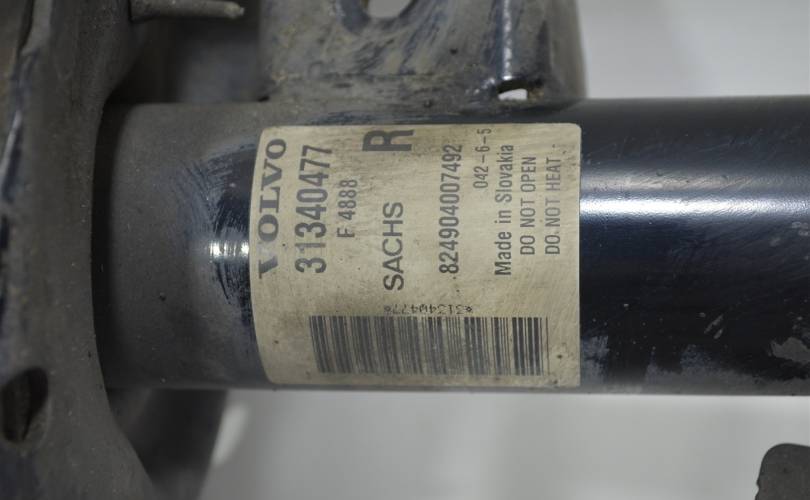 VOLVO
31340477
F 4888
R
SACHS
824904007492
042-6-5
Made in Slovakia
DO NOT OPEN
DO NOT HEAT
*31340477*